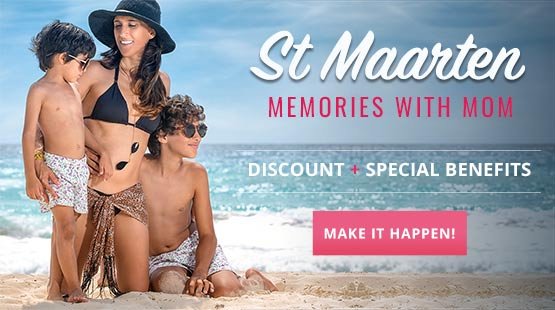 St Maarten
MEMORIES WITH MOM
DISCOUNT + SPECIAL BENEFITS
MAKE IT HAPPEN!